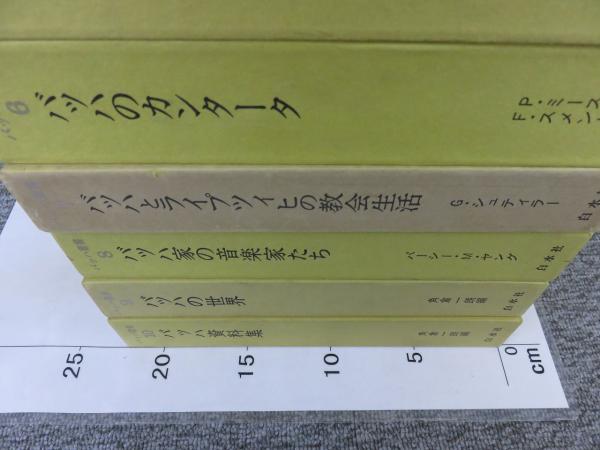 6
バッハのカンタータ
P・ミース
F・スメント
バッハとライプツィヒの教会生活
G・シュティラー
白水
8
バッハ家の音楽家たち
パーシー・M・ヤング
白水社
9
バッハの世界
角倉一朗編
白水社
10
バッハ資料集
角倉一朗編
白水社
25
20
15
10
5
0
cm